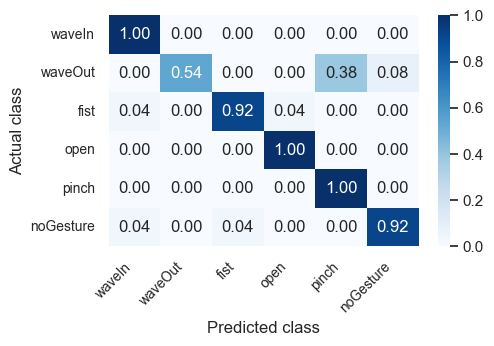 waveIn 1.00 0.00 0.00 0.00 0.00 0.00
waveOut 0.00 0.54 0.00 0.00 0.38 0.08
fist 0.04 0.00 0.92 0.04 0.00 0.00
open 0.00 0.00 0.00 1.00 0.00 0.00
pinch 0.00 0.00 0.00 0.00 1.00 0.00
noGesture 0.04 0.00 0.04 0.00 0.00 0.92
waveIn waveOut fist open pinch noGesture
Predicted class
Actual class
1.0
0.8
0.6
0.4
0.2
0.0